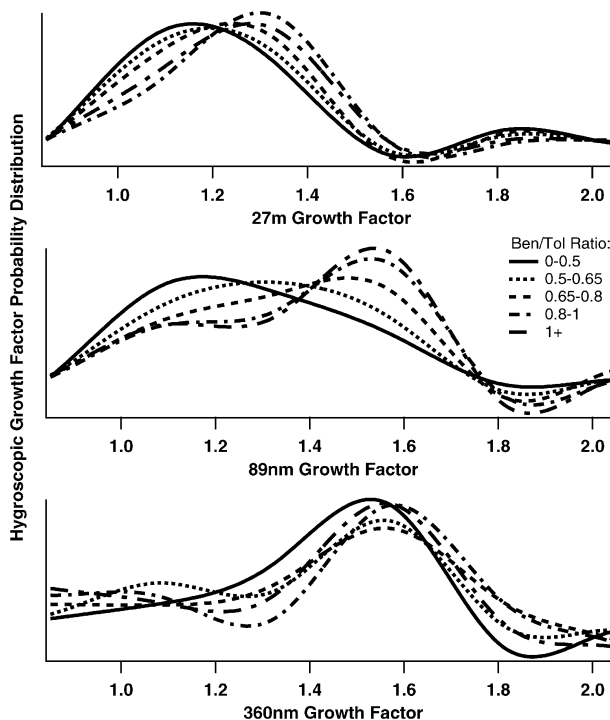 Hygroscopic Growth Factor Probability Distribution
1.0 1.2 1.4 1.6 1.8 2.0
27m Growth Factor
Ben/Tol Ratio:
0-0.5
0.5-0.65
0.65-0.8
0.8-1
1+
1.0 1.2 1.4 1.6 1.8 2.0
89nm Growth Factor
1.0 1.2 1.4 1.6 1.8 2.0
360nm Growth Factor